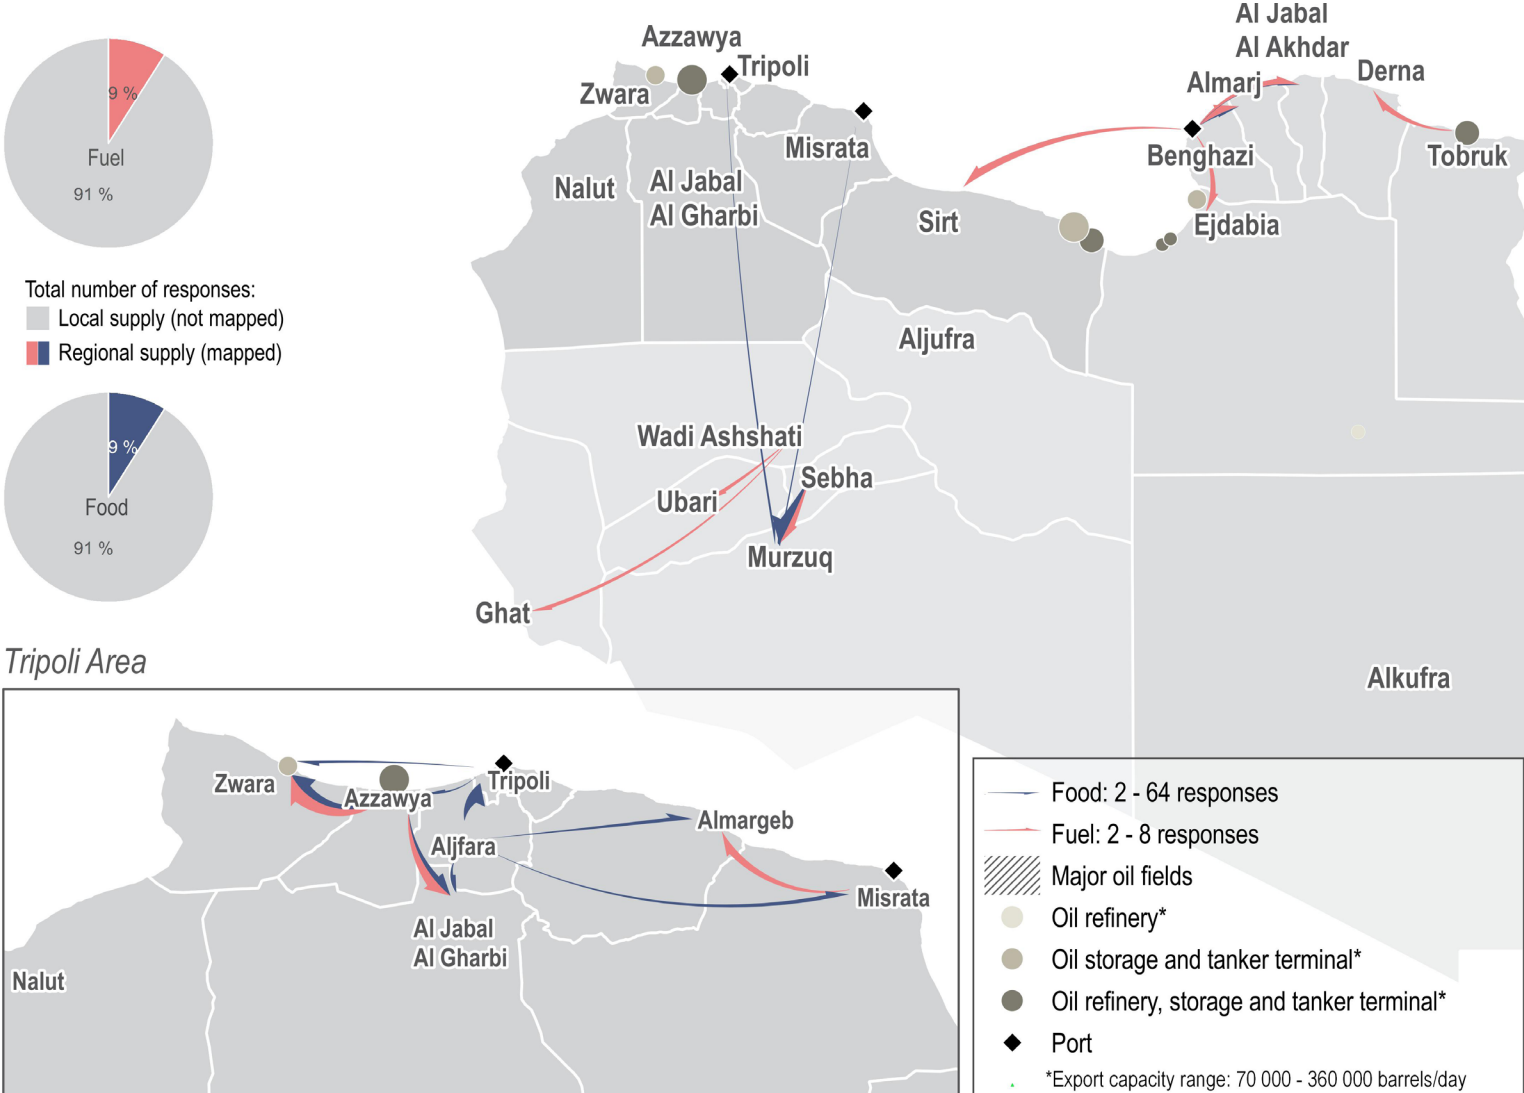 9 %
Fuel
91 %
Total number of responses:
Local supply (not mapped)
Regional supply (mapped)
9 %
Food
91 %
Azzawya
Tripoli
Zwara
Misrata
Nalut
Al Jabal
Al Gharbi
Sirt
Al Jabal
Al Akhdar
Almarj
Derna
Benghazi
Tobruk
Ejdabia
Aljufra
Wadi Ashshati
Sebha
Ubari
Murzuq
Ghat
Alkufra
Tripoli Area
Zwara
Azzawya
Tripoli
Aljfara
Almargeb
Misrata
Al Jabal
Al Gharbi
Nalut
Food: 2 - 64 responses
Fuel: 2 - 8 responses
Major oil fields
Oil refinery*
Oil storage and tanker terminal*
Oil refinery, storage and tanker terminal*
Port
*Export capacity range: 70 000 - 360 000 barrels/day